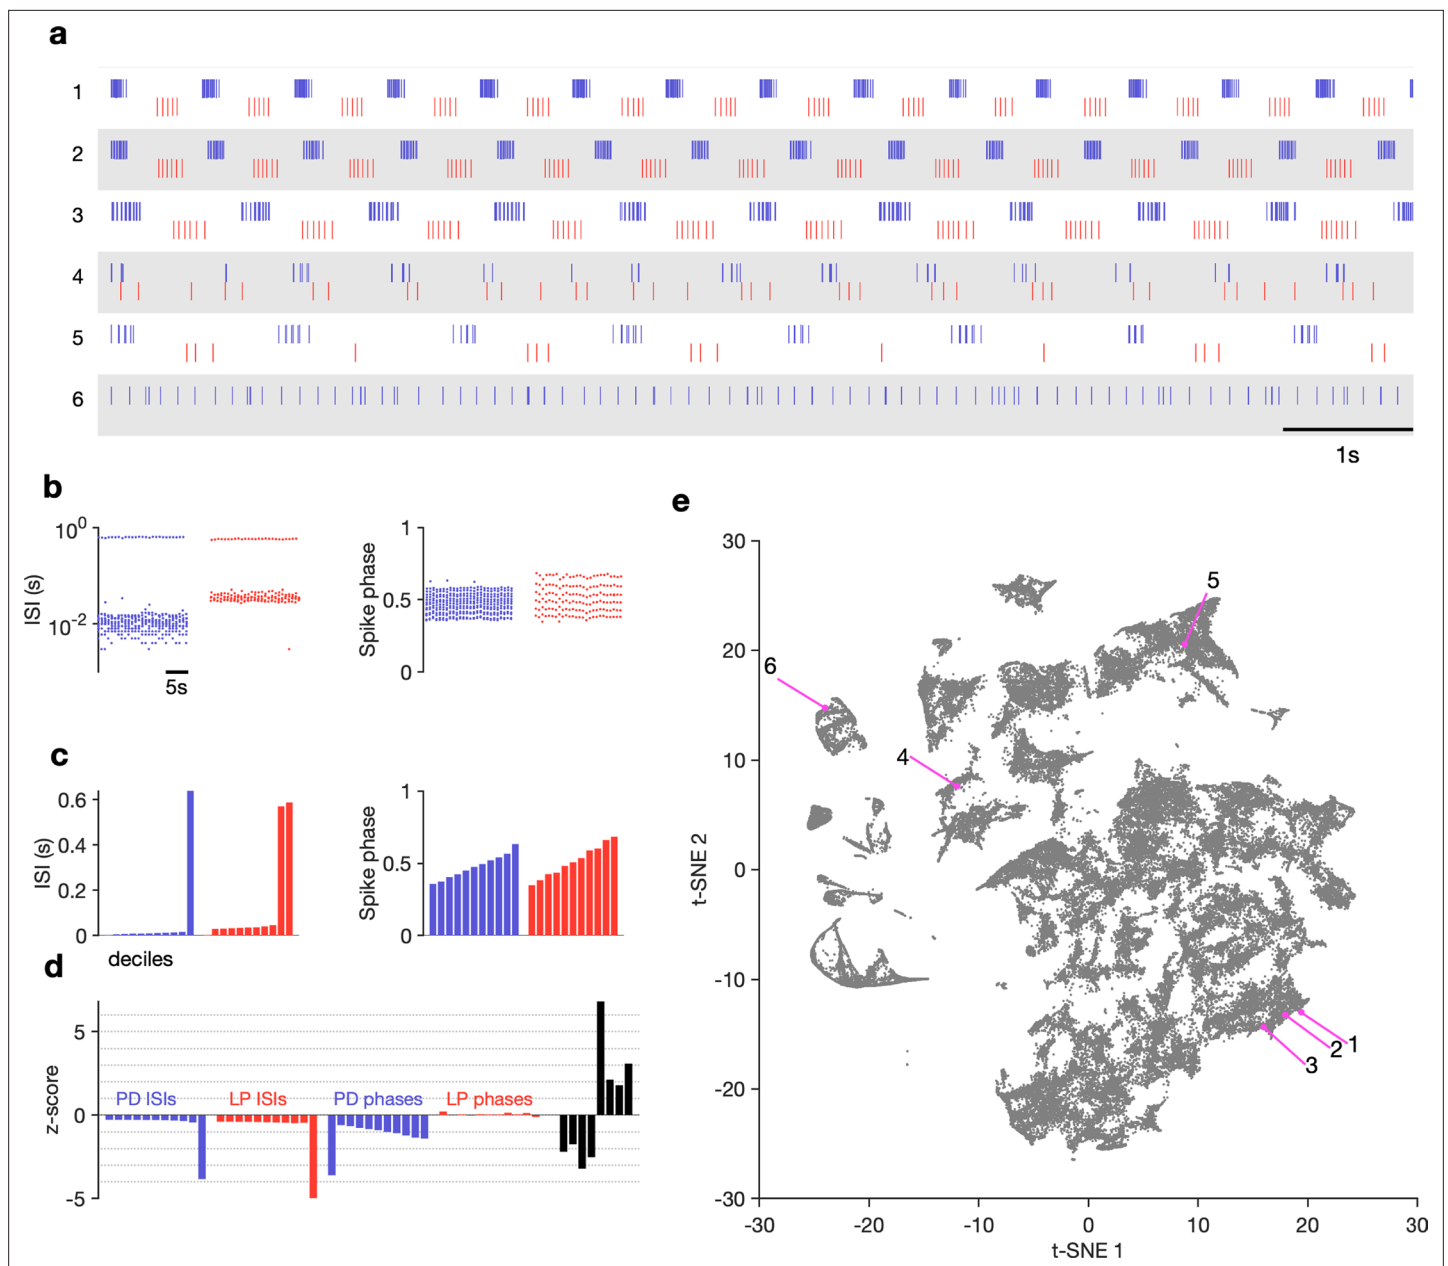 a
1
2
3
4
5
6
1s
b
ISI (s)
10^0
10^-2
5s
Spike phase
1
0.5
0
c
ISI (s)
0.6
0.4
0.2
0
deciles
Spike phase
1
0.5
0
d
z-score
5
0
-5
PD ISIs
LP ISIs
PD phases
LP phases
e
t-SNE 2
30
20
10
0
-10
-20
-30
-30
-20
-10
0
10
20
30
t-SNE 1
5
6
4
1
2
3